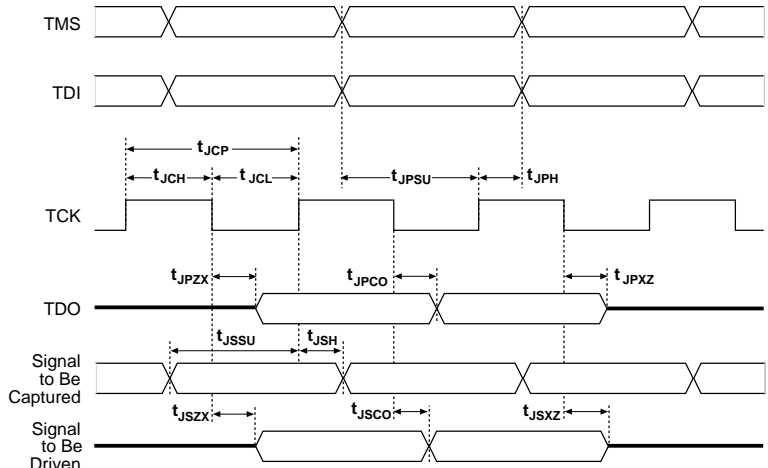 TMS
TDI
tJCP
tJCH
tJCL
tJPSU
tJPH
TCK
tJPZX
tJPCO
tJPXZ
TDO
tJSSU
tJSH
Signal
to Be
Captured
tJSZX
tJSCO
tJSXZ
Signal
to Be
Driven